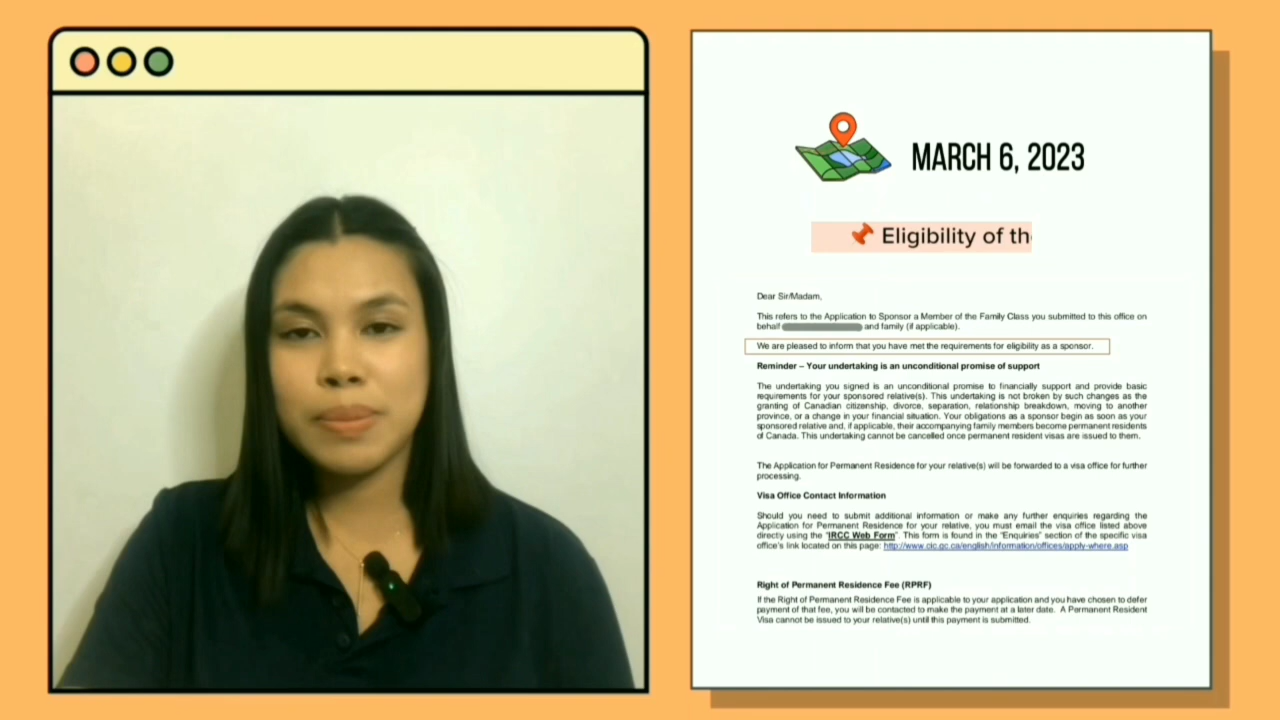 MARCH 6, 2023
Eligibility of th
Dear Sir/Madam,
This refers to the Application to Sponsor a Member of the Family Class you submitted to this office on
behalf and family (if applicable).
We are pleased to inform that you have met the requirements for eligibility as a sponsor.
Reminder – Your undertaking is an unconditional promise of support
The undertaking you signed is an unconditional promise to financially support and provide basic
requirements for your sponsored relative(s). This undertaking is not broken by such changes as the
granting of Canadian citizenship, divorce, separation, relationship breakdown, moving to another
province, or a change in your financial situation. Your obligations as a sponsor begin as soon as your
sponsored relative and, if applicable, their accompanying family members become permanent residents
of Canada. This undertaking cannot be cancelled once permanent resident visas are issued to them.
The Application for Permanent Residence for your relative(s) will be forwarded to a visa office for further
processing.
Visa Office Contact Information
Should you need to submit additional information or make any further enquiries regarding the
Application for Permanent Residence for your relative, you must email the visa office listed above
directly using the "IRCC Web Form". This form is found in the "Enquiries" section of the specific visa
office's link located on this page: http://www.cic.gc.ca/english/information/offices/apply-where.asp
Right of Permanent Residence Fee (RPRF)
If the Right of Permanent Residence Fee is applicable to your application and you have chosen to defer
payment of that fee, you will be contacted to make the payment at a later date. A Permanent Resident
Visa cannot be issued to your relative(s) until this payment is submitted.